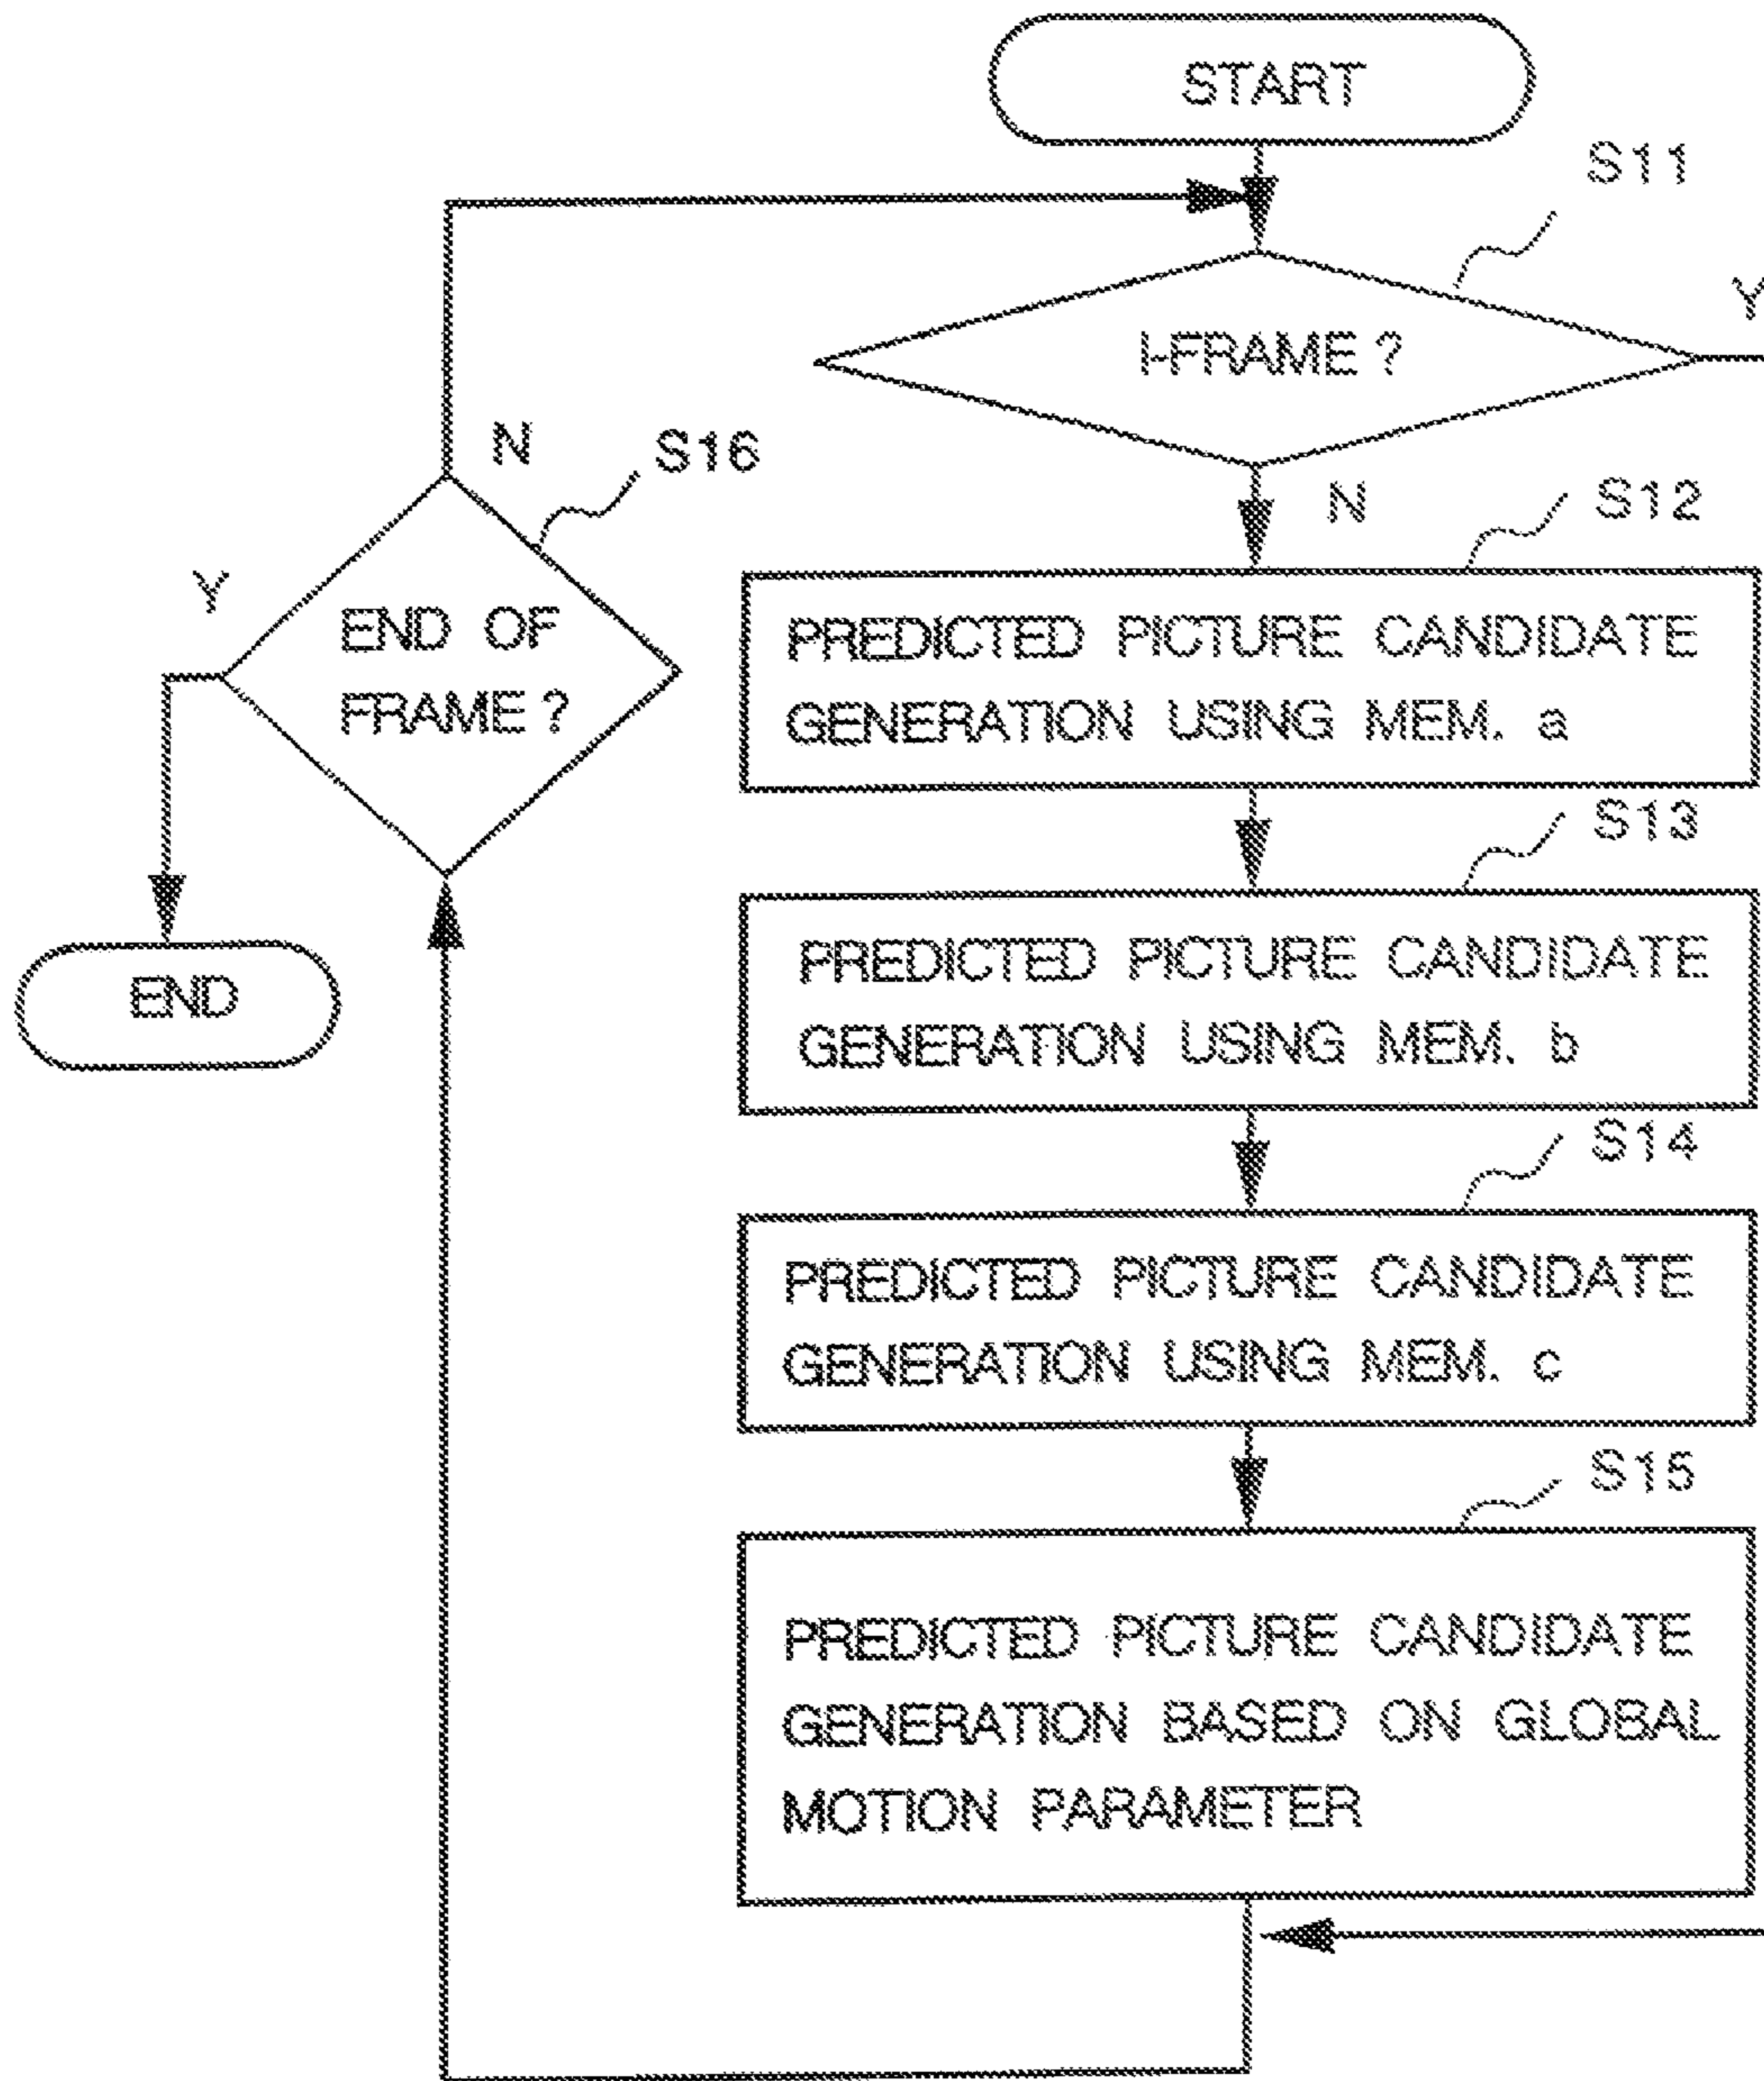 START
S11
I-FRAME ?
Y
N
S12
PREDICTED PICTURE CANDIDATE
GENERATION USING MEM. a
S13
PREDICTED PICTURE CANDIDATE
GENERATION USING MEM. b
S14
PREDICTED PICTURE CANDIDATE
GENERATION USING MEM. c
S15
PREDICTED PICTURE CANDIDATE
GENERATION BASED ON GLOBAL
MOTION PARAMETER
N
S16
Y
END OF
FRAME ?
END